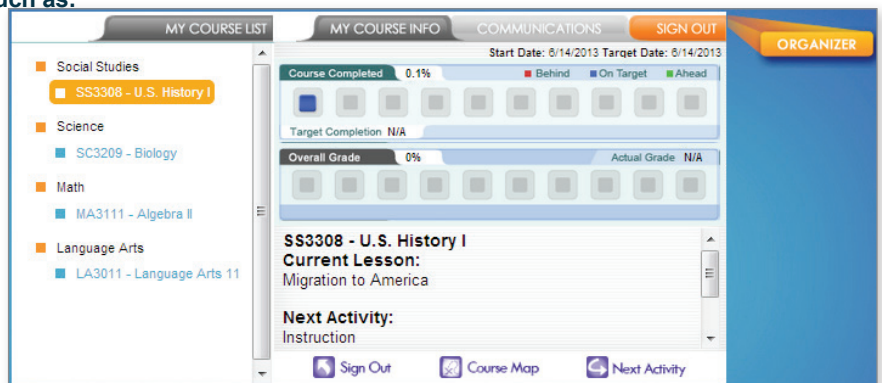 uch as:
MY COURSE LIST
Social Studies
SS3308 - U.S. History I
Science
SC3209 - Biology
Math
MA3111 - Algebra II
Language Arts
LA3011 - Language Arts 11
MY COURSE INFO
COMMUNICATIONS
SIGN OUT
Start Date: 6/14/2013 Target Date: 6/14/2013
Course Completed 0.1% Behind On Target Ahead
Target Completion N/A
Overall Grade 0% Actual Grade N/A
SS3308 - U.S. History I
Current Lesson:
Migration to America
Next Activity:
Instruction
Sign Out Course Map Next Activity
ORGANIZER